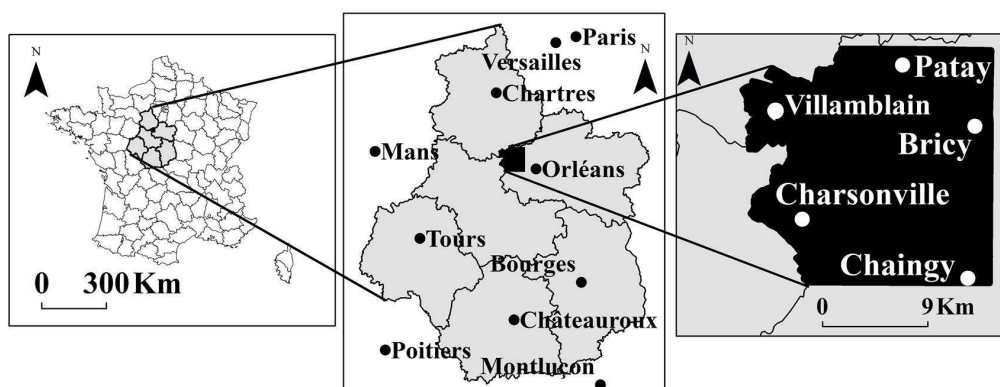 N
0 300 Km
N
Paris
Versailles
Chartres
Mans
Orléans
Tours
Bourges
Châteauroux
Poitiers
Montluçon
N
Patay
Villamblain
Bricy
Charsonville
Chaingy
0 9 Km